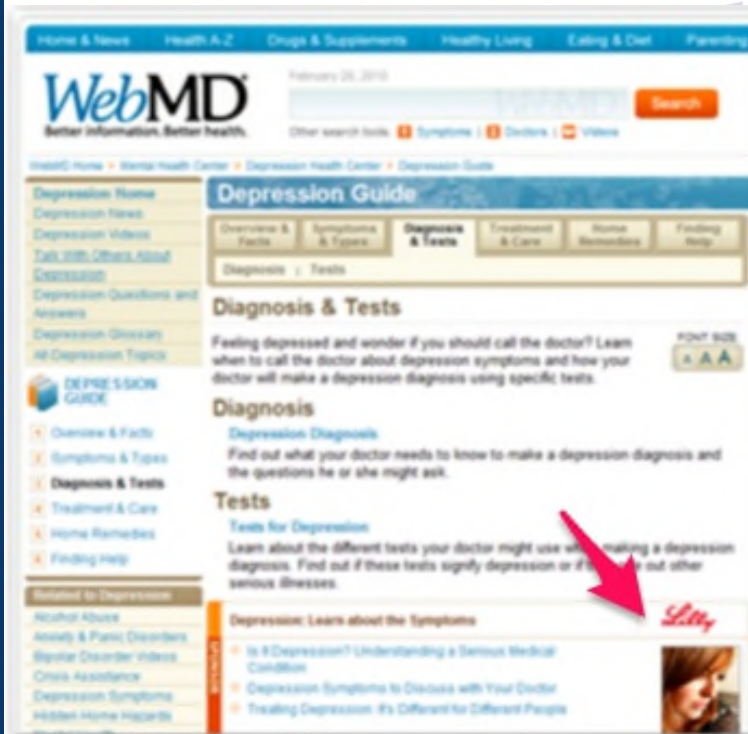 Home & News Health A-Z Drugs & Supplements Healthy Living Eating & Diet Parenting
WebMD
Better information. Better health.
February 28, 2010
Search
Other search tools: Symptoms | Doctors | Videos
WebMD Home > Mental Health Center > Depression Health Center > Depression Guide
Depression Home
Depression News
Depression Videos
Talk With Others About
Depression
Depression Questions and
Answers
Depression Glossary
All Depression Topics
DEPRESSION
GUIDE
1 Overview & Facts
2 Symptoms & Types
3 Diagnosis & Tests
4 Treatment & Care
5 Home Remedies
6 Finding Help
Related to Depression
Alcohol Abuse
Anxiety & Panic Disorders
Bipolar Disorder Videos
Crisis Assistance
Depression Symptoms
Hidden Home Hazards
Depression Guide
Overview &
Facts
Symptoms
& Types
Diagnosis
& Tests
Treatment
& Care
Home
Remedies
Finding
Help
Diagnosis | Tests
Diagnosis & Tests
Feeling depressed and wonder if you should call the doctor? Learn
when to call the doctor about depression symptoms and how your
doctor will make a depression diagnosis using specific tests.
FONT SIZE
A A A
Diagnosis
Depression Diagnosis
Find out what your doctor needs to know to make a depression diagnosis and
the questions he or she might ask.
Tests
Tests for Depression
Learn about the different tests your doctor might use making a depression
diagnosis. Find out if these tests signify depression or if out other
serious illnesses.
SPONSOR
Depression: Learn about the Symptoms
Lilly
Is It Depression? Understanding a Serious Medical
Condition
Depression Symptoms to Discuss with Your Doctor
Treating Depression: It's Different for Different People